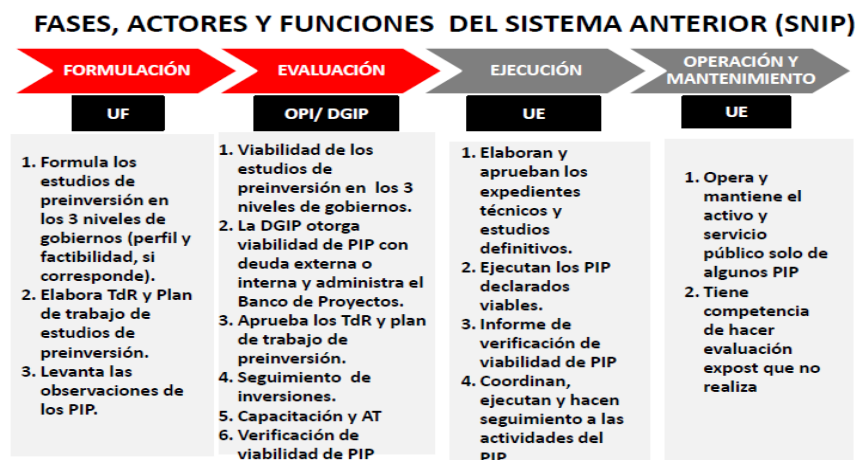 FASES, ACTORES Y FUNCIONES DEL SISTEMA ANTERIOR (SNIP)
FORMULACIÓN
EVALUACIÓN
EJECUCIÓN
OPERACIÓN Y
MANTENIMIENTO
UF
OPI/ DGIP
UE
UE
1. Formula los
estudios de
preinversión en
los 3 niveles de
gobiernos (perfil y
factibilidad, si
corresponde).
2. Elabora TdR y Plan
de trabajo de
estudios de
preinversión.
3. Levanta las
observaciones de
los PIP.
1. Viabilidad de los
estudios de
preinversión en los 3
niveles de gobiernos.
2. La DGIP otorga
viabilidad de PIP con
deuda externa o
interna y administra el
Banco de Proyectos.
3. Aprueba los TdR y plan
de trabajo de
preinversión.
4. Seguimiento de
inversiones.
5. Capacitación y AT
6. Verificación de
viabilidad de PIP
1. Elaboran y
aprueban los
expedientes
técnicos y
estudios
definitivos.
2. Ejecutan los PIP
declarados
viables.
3. Informe de
verificación de
viabilidad de PIP
4. Coordinan,
ejecutan y hacen
seguimiento a las
actividades del
PIP
1. Opera y
mantiene el
activo y
servicio
público solo de
algunos PIP
2. Tiene
competencia
de hacer
evaluación
expost que no
realiza